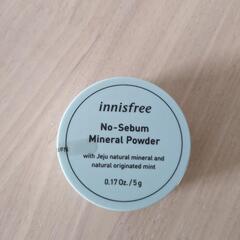 innisfree
No-Sebum
Mineral Powder
with Jeju natural mineral and
natural originated mint
0.17 Oz. / 5 g